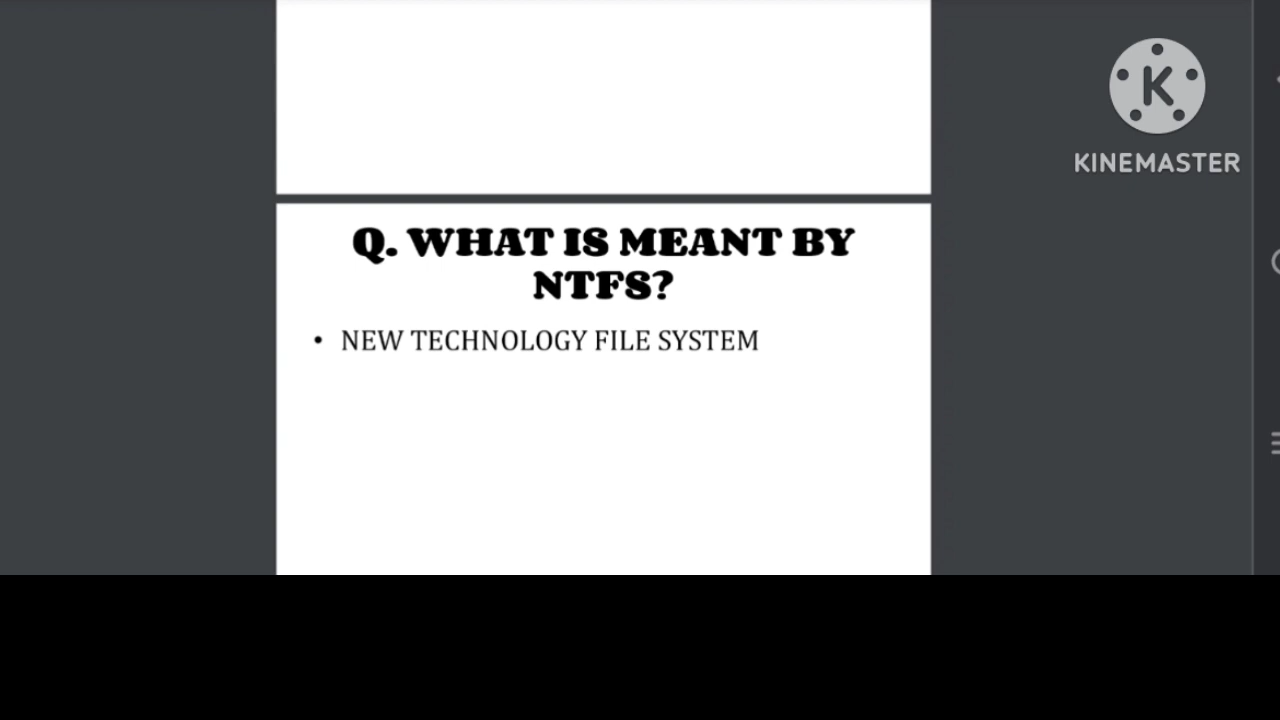 KINEMASTER
Q. WHAT IS MEANT BY
NTFS?
• NEW TECHNOLOGY FILE SYSTEM